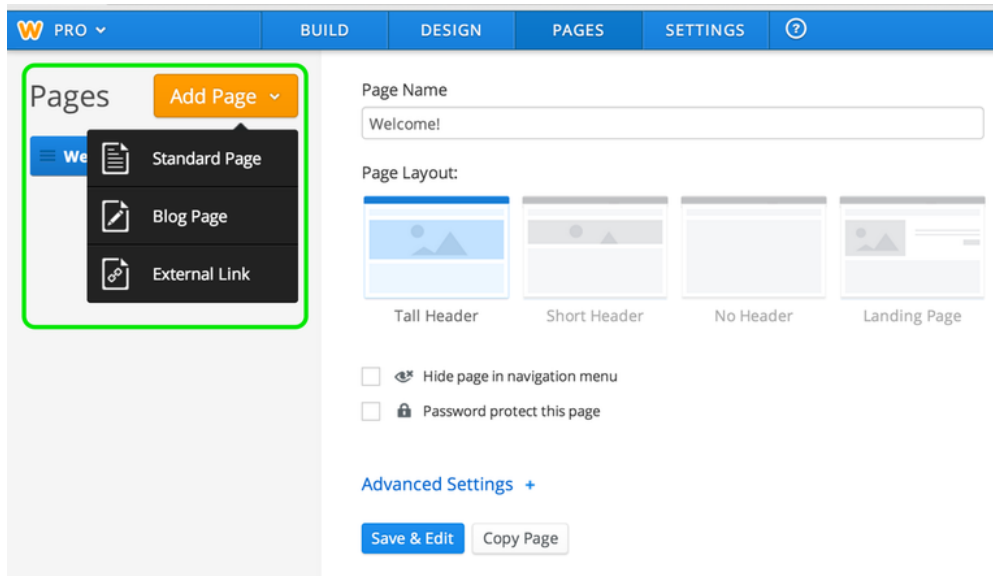 PRO
BUILD
DESIGN
PAGES
SETTINGS
?
Pages
Add Page
We
Standard Page
Blog Page
External Link
Page Name
Welcome!
Page Layout:
Tall Header
Short Header
No Header
Landing Page
Hide page in navigation menu
Password protect this page
Advanced Settings +
Save & Edit
Copy Page